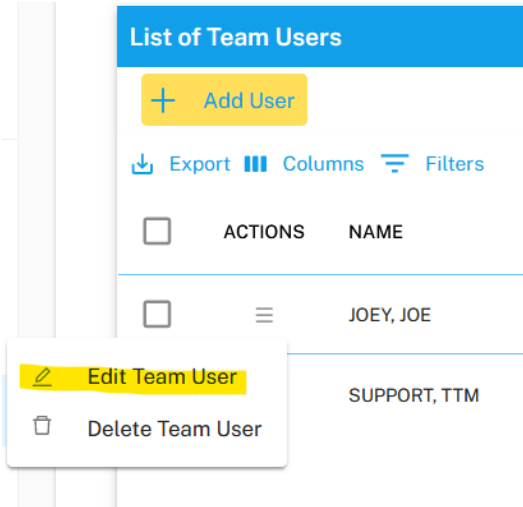 List of Team Users
Add User
Export Columns Filters
ACTIONS NAME
JOEY, JOE
Edit Team User
SUPPORT, TTM
Delete Team User